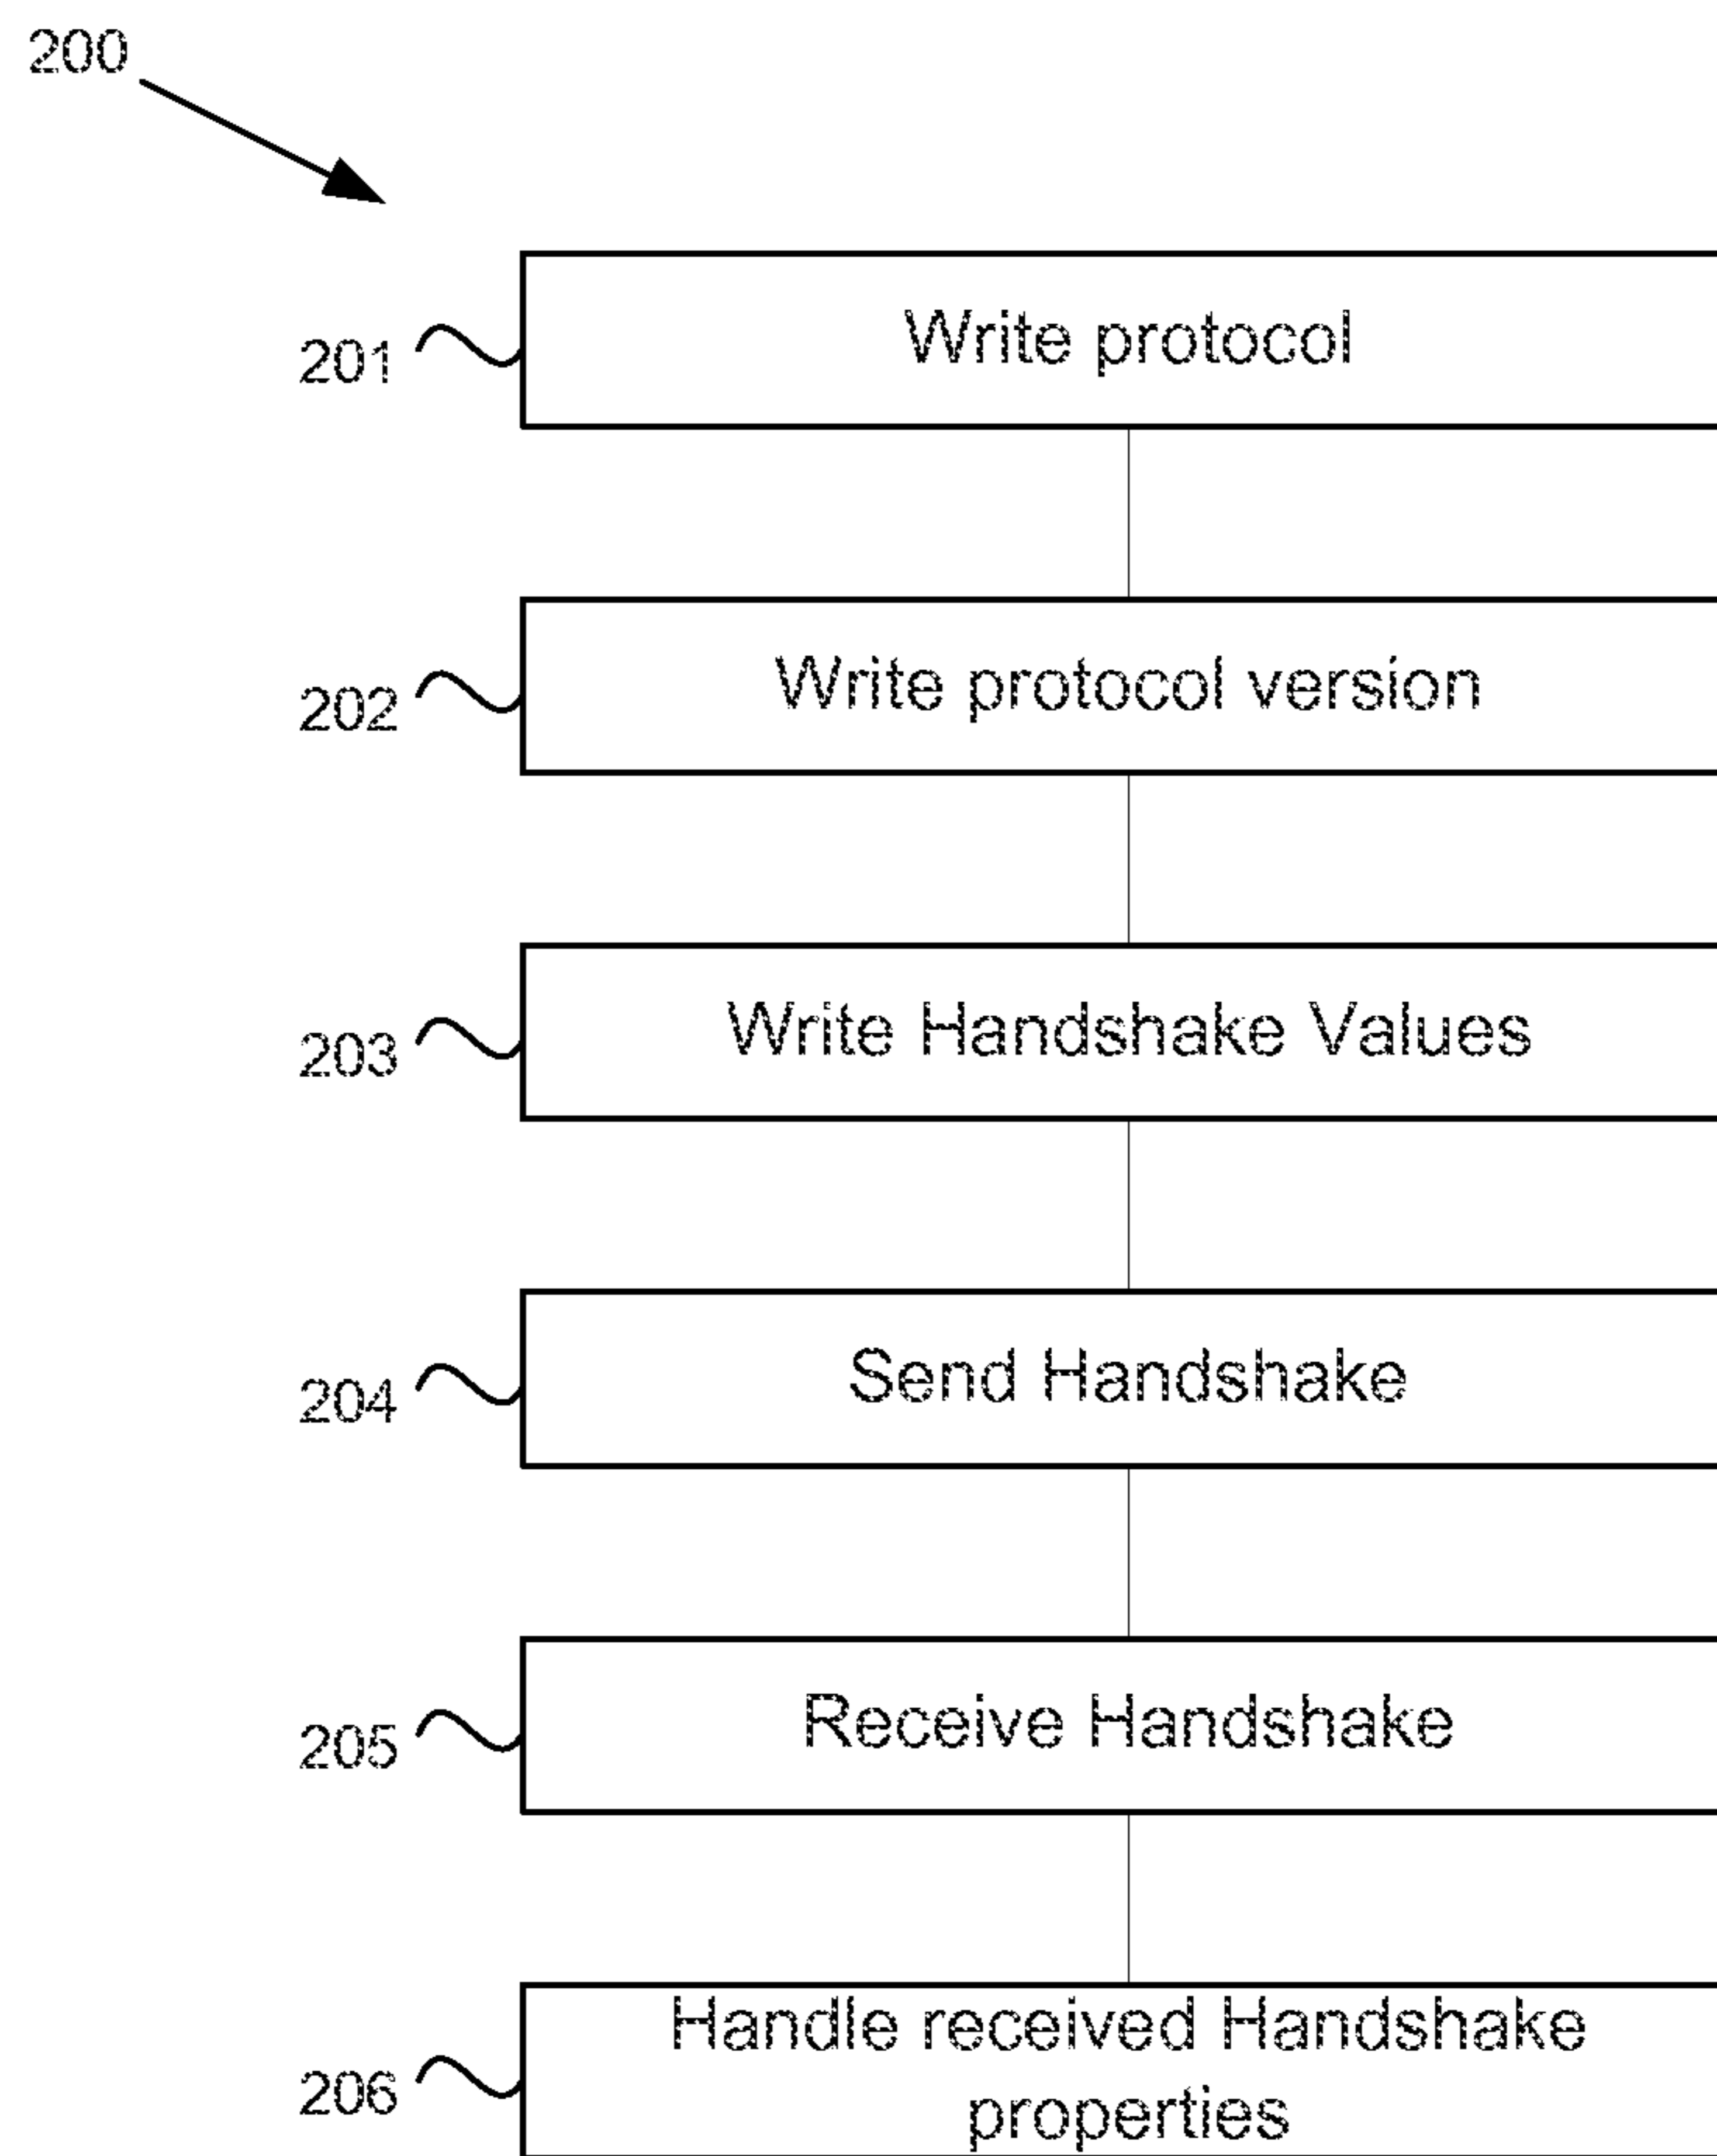 200
201
Write protocol
202
Write protocol version
203
Write Handshake Values
204
Send Handshake
205
Receive Handshake
206
Handle received Handshake
properties